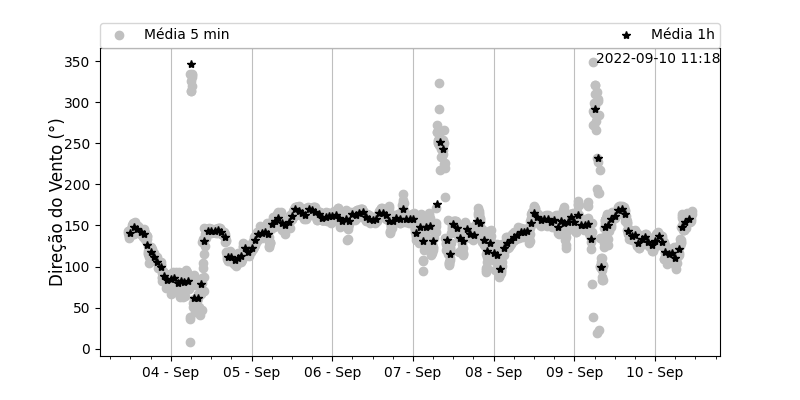 Média 5 min
Média 1h
2022-09-10 11:18
Direção do Vento (°)
350
300
250
200
150
100
50
0
04 - Sep
05 - Sep
06 - Sep
07 - Sep
08 - Sep
09 - Sep
10 - Sep